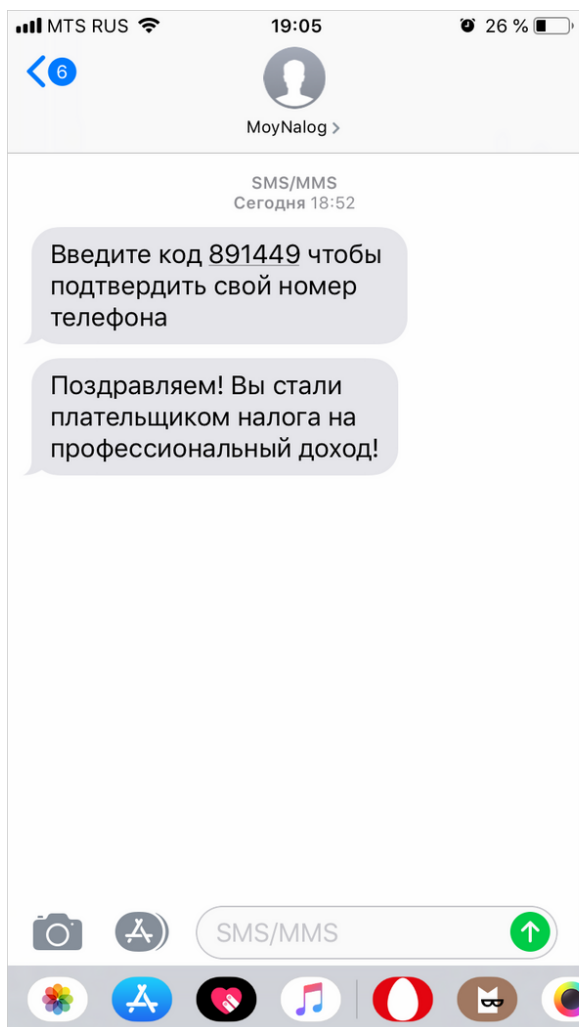 MTS RUS 19:05 26 %
6
MoyNalog >
SMS/MMS
Сегодня 18:52
Введите код 891449 чтобы
подтвердить свой номер
телефона
Поздравляем! Вы стали
плательщиком налога на
профессиональный доход!
SMS/MMS